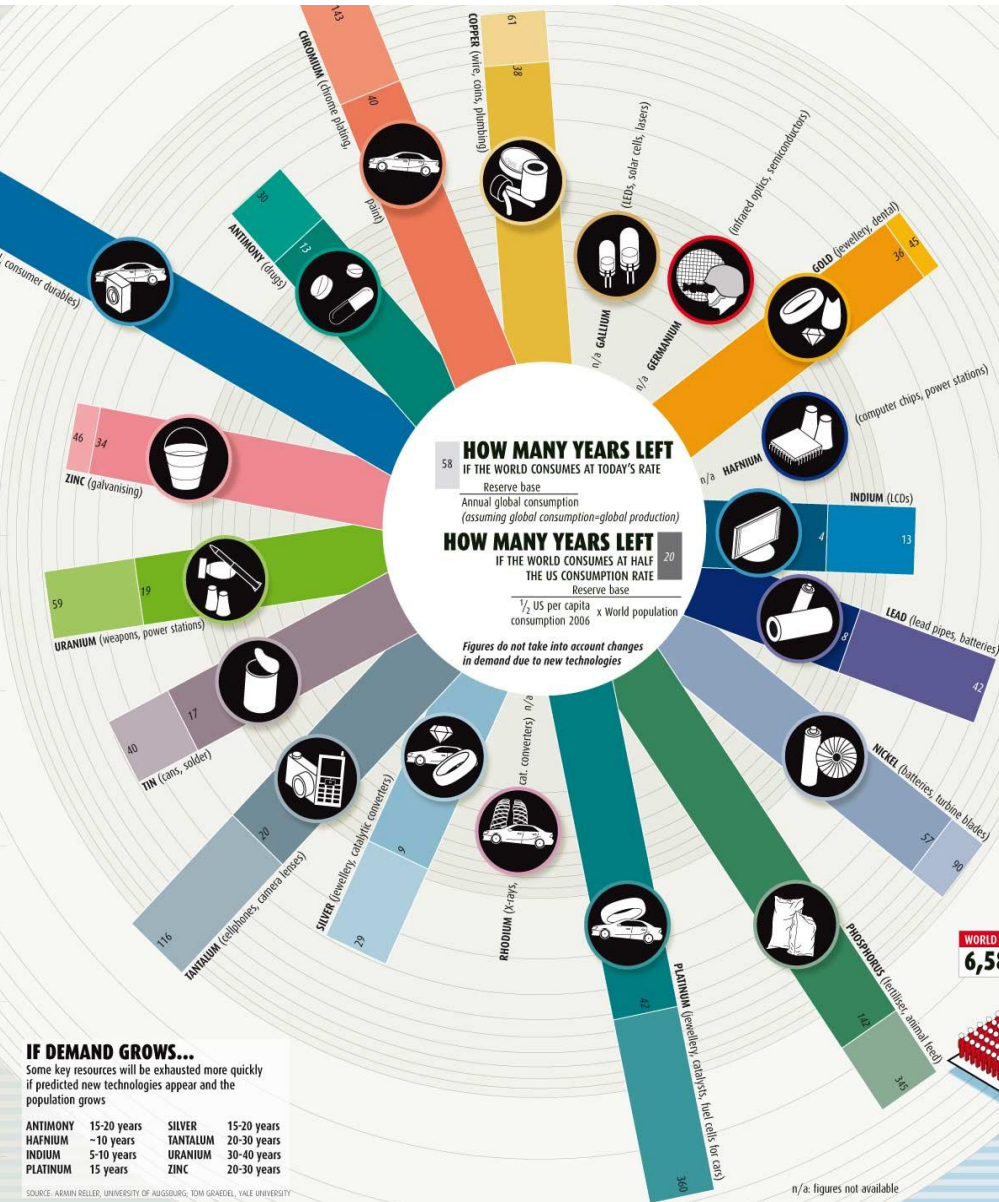 143
CHROMIUM (chrome plating,
paint)
40
COPPER (wire, coins, plumbing)
61
38
(LEDs, solar cells, lasers)
n/a GALLIUM
(infrared optics, semiconductors)
n/a GERMANIUM
GOLD (jewellery, dental)
36
45
(computer chips, power stations)
n/a HAFNIUM
INDIUM (LCDs)
4
13
LEAD (lead pipes, batteries)
8
42
NICKEL (batteries, turbine blades)
57
90
PHOSPHORUS (fertiliser, animal feed)
142
345
PLATINUM (jewellery, catalysts, fuel cells for cars)
42
360
RHODIUM (X-rays,
cat. converters) n/a
SILVER (jewellery, catalytic converters)
9
29
TANTALUM (cellphones, camera lenses)
20
116
TIN (cans, solder)
17
40
URANIUM (weapons, power stations)
19
59
ZINC (galvanising)
34
46
, consumer durables)
ANTIMONY (drugs)
30
13
58
HOW MANY YEARS LEFT
IF THE WORLD CONSUMES AT TODAY'S RATE
Reserve base
Annual global consumption
(assuming global consumption=global production)
HOW MANY YEARS LEFT
IF THE WORLD CONSUMES AT HALF
THE US CONSUMPTION RATE
20
Reserve base
1/2 US per capita
consumption 2006
x World population
Figures do not take into account changes
in demand due to new technologies
WORLD
6,58
IF DEMAND GROWS...
Some key resources will be exhausted more quickly
if predicted new technologies appear and the
population grows
ANTIMONY 15-20 years SILVER 15-20 years
HAFNIUM ~10 years TANTALUM 20-30 years
INDIUM 5-10 years URANIUM 30-40 years
PLATINUM 15 years ZINC 20-30 years
SOURCE: ARMIN RELLER, UNIVERSITY OF AUGSBURG; TOM GRAEDEL, YALE UNIVERSITY
n/a: figures not available